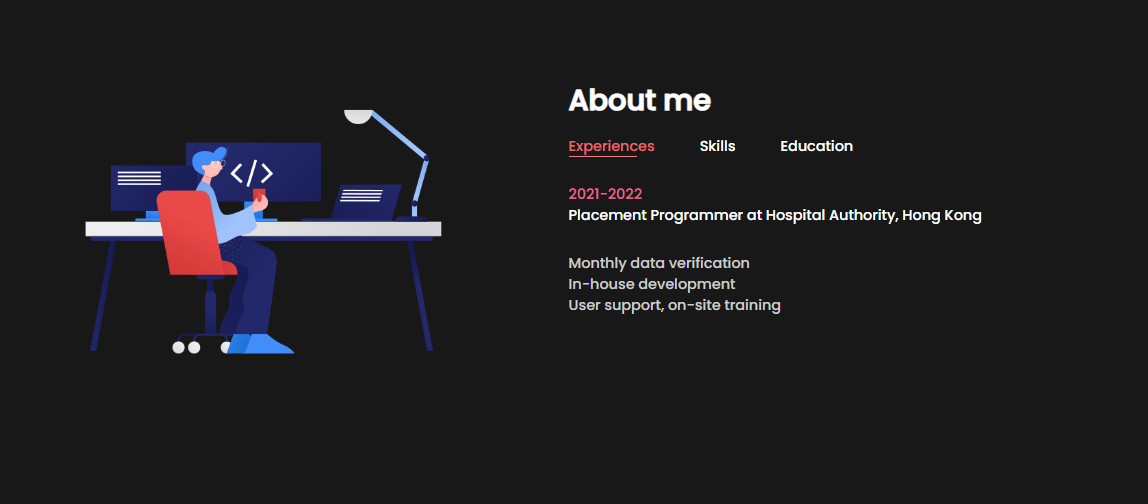 </>
About me
Experiences Skills Education
2021-2022
Placement Programmer at Hospital Authority, Hong Kong
Monthly data verification
In-house development
User support, on-site training